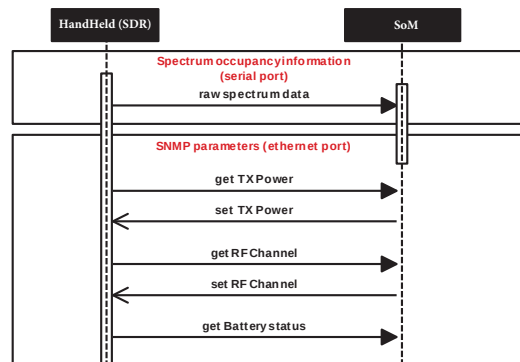 HandHeld (SDR)
SoM
Spectrum occupancy information
(serial port)
raw spectrum data
SNMP parameters (ethernet port)
get TX Power
set TX Power
get RF Channel
set RF Channel
get Battery status